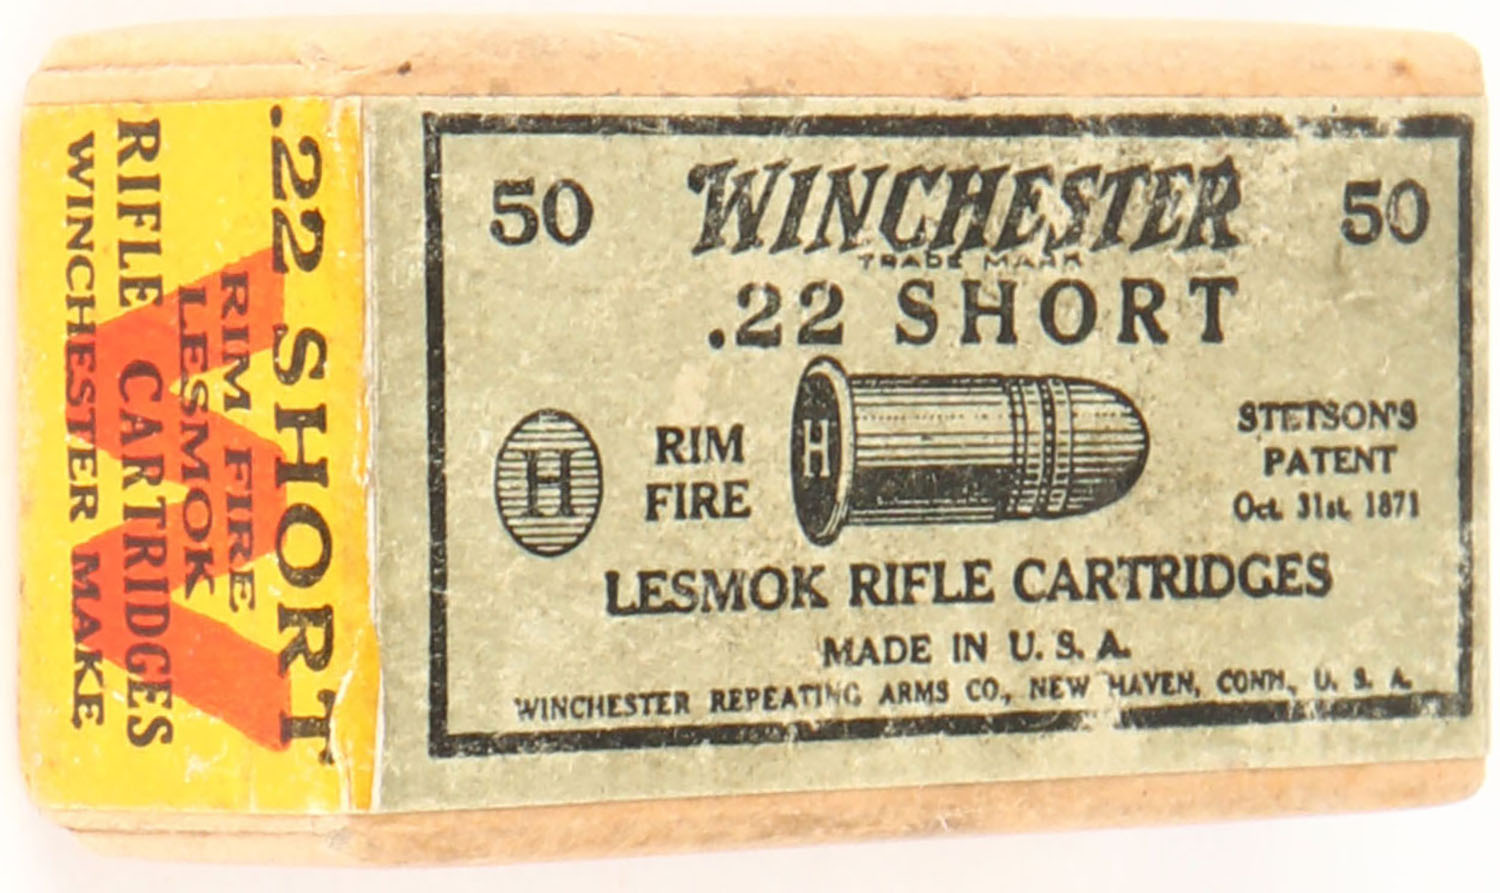 .22 SHORT
RIM FIRE
LESMOK
RIFLE CARTRIDGES
WINCHESTER MAKE
W
50 WINCHESTER 50
TRADE MARK
.22 SHORT
H
RIM
FIRE
H
STETSON'S
PATENT
Oct. 31st, 1871
LESMOK RIFLE CARTRIDGES
MADE IN U. S. A.
WINCHESTER REPEATING ARMS CO., NEW HAVEN, CONN., U. S. A.